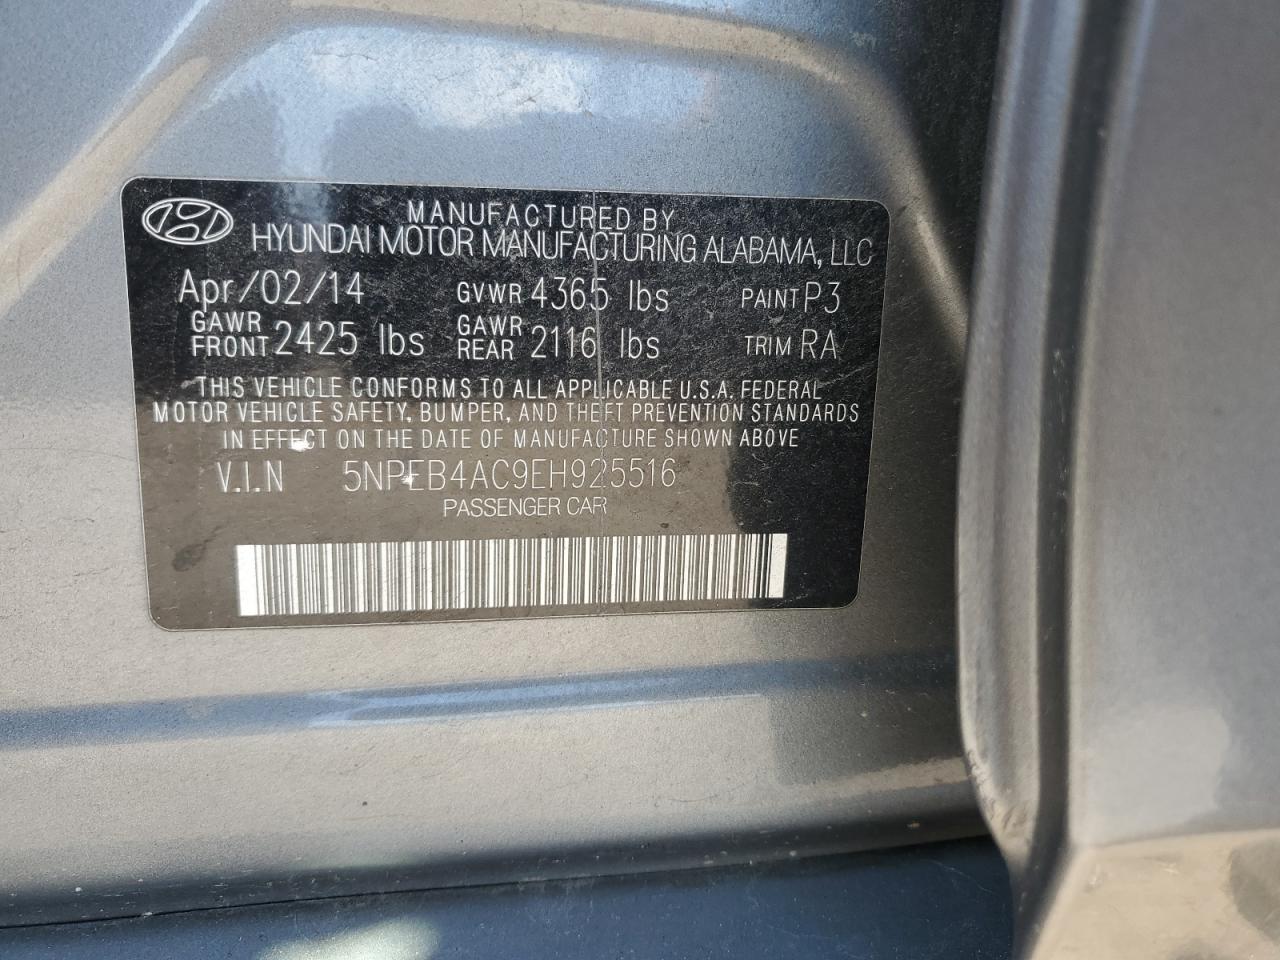 MANUFACTURED BY
HYUNDAI MOTOR MANUFACTURING ALABAMA, LLC
Apr/02/14 GVWR 4365 lbs PAINT P3
GAWR FRONT 2425 lbs GAWR REAR 2116 lbs TRIM RA
THIS VEHICLE CONFORMS TO ALL APPLICABLE U.S.A. FEDERAL
MOTOR VEHICLE SAFETY, BUMPER, AND THEFT PREVENTION STANDARDS
IN EFFECT ON THE DATE OF MANUFACTURE SHOWN ABOVE
V.I.N 5NPEB4AC9EH925516
PASSENGER CAR